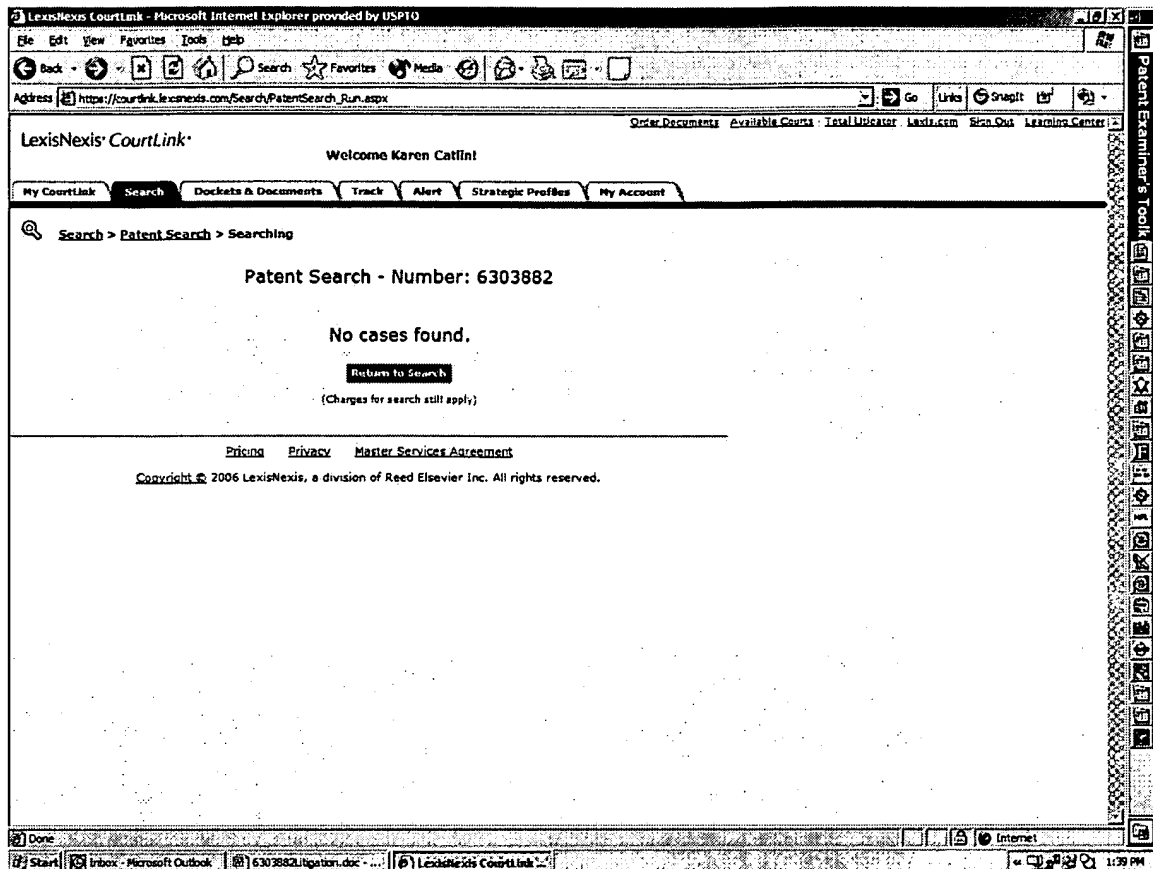 LexisNexis CourtLink - Microsoft Internet Explorer provided by USPTO
File Edit View Favorites Tools Help
Back Search Favorites Media
Address https://courtlink.lexisnexis.com/Search/PatentSearch_Run.aspx Go Links SnagIt
Patent Examiner's Toolk
Order Documents Available Courts Total Litigator Lexis.com Sign Out Learning Center
LexisNexis CourtLink
Welcome Karen Catlin!
My CourtLink Search Dockets & Documents Track Alert Strategic Profiles My Account
Search > Patent Search > Searching
Patent Search - Number: 6303882
No cases found.
Return to Search
(Charges for search still apply)
Pricing Privacy Master Services Agreement
Copyright © 2006 LexisNexis, a division of Reed Elsevier Inc. All rights reserved.
Done Internet
Start Inbox - Microsoft Outlook 6303882Litigation.doc - ... LexisNexis CourtLink ... 1:39 PM